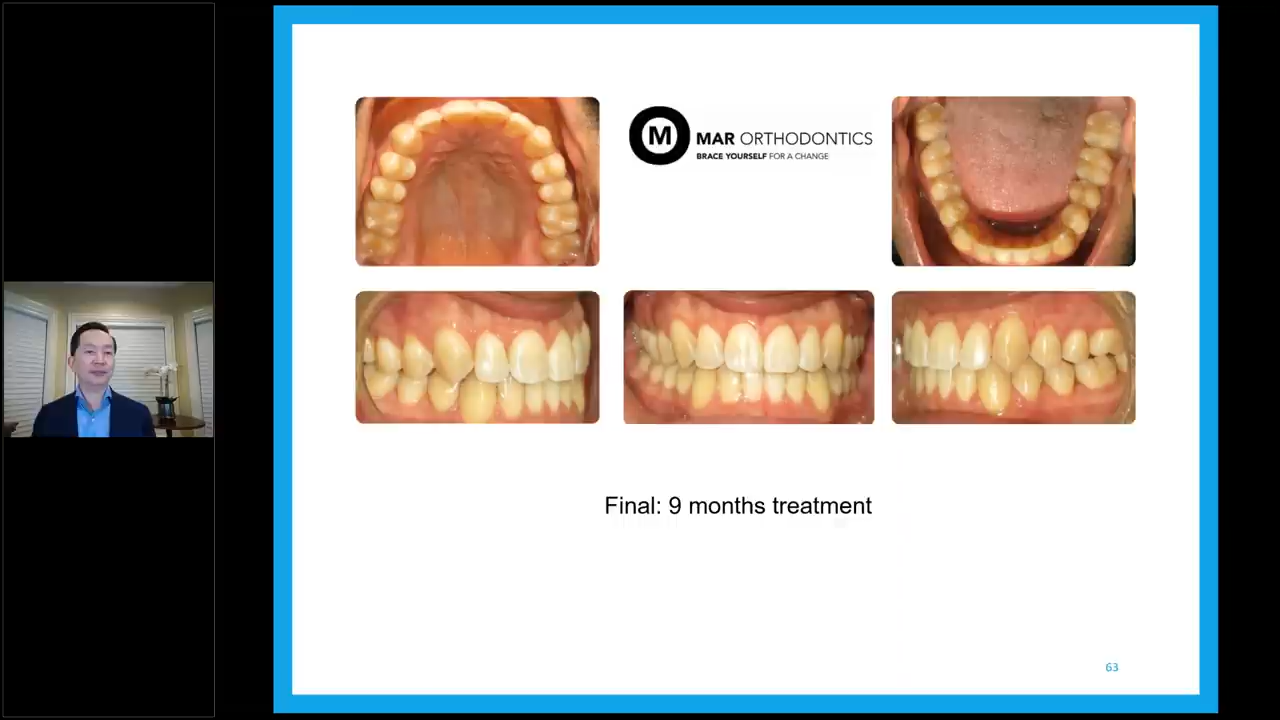 M
MAR ORTHODONTICS
BRACE YOURSELF FOR A CHANGE
Final: 9 months treatment
63